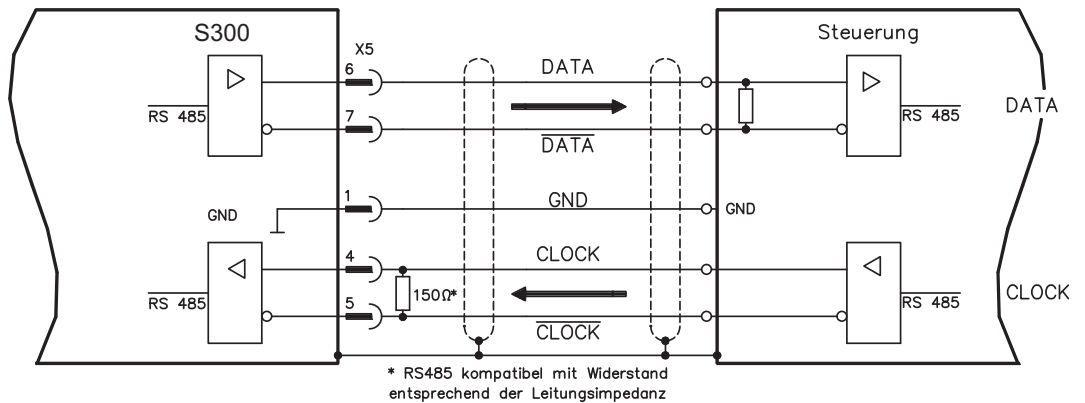 S300
Steuerung
X5
6
DATA
RS 485
RS 485
DATA
7
DATA
1
GND
GND
GND
4
CLOCK
150Ω*
RS 485
RS 485
CLOCK
5
CLOCK
* RS485 kompatibel mit Widerstand
entsprechend der Leitungsimpedanz